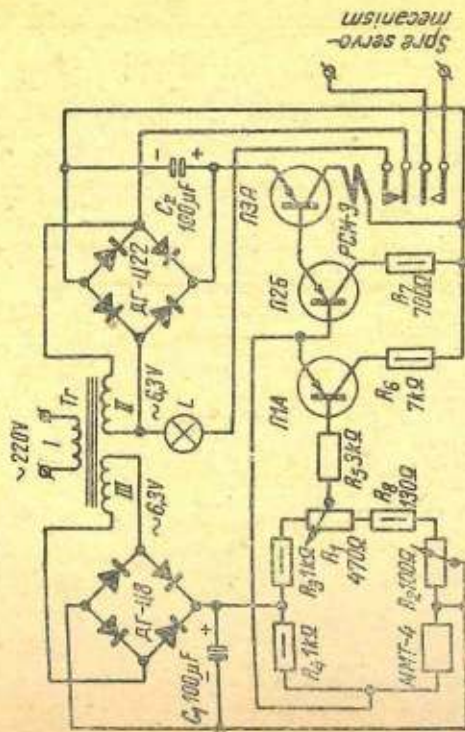 ~220V
I
Tr
III
II
~6,3V
~6,3V
ДГ-Ц8
ДГ-Ц22
C₁ 100μF
+
C₂
100μF
-
+
L
П1А
П2Б
П3А
РСМ-3
R₃ 1kΩ
R₄ 1kΩ
R₅ 3kΩ
R₁
470Ω
R₈
130Ω
R₂ 100Ω
ММТ-4
R₆
7kΩ
R₇
700Ω
Spre servo-
mecanism